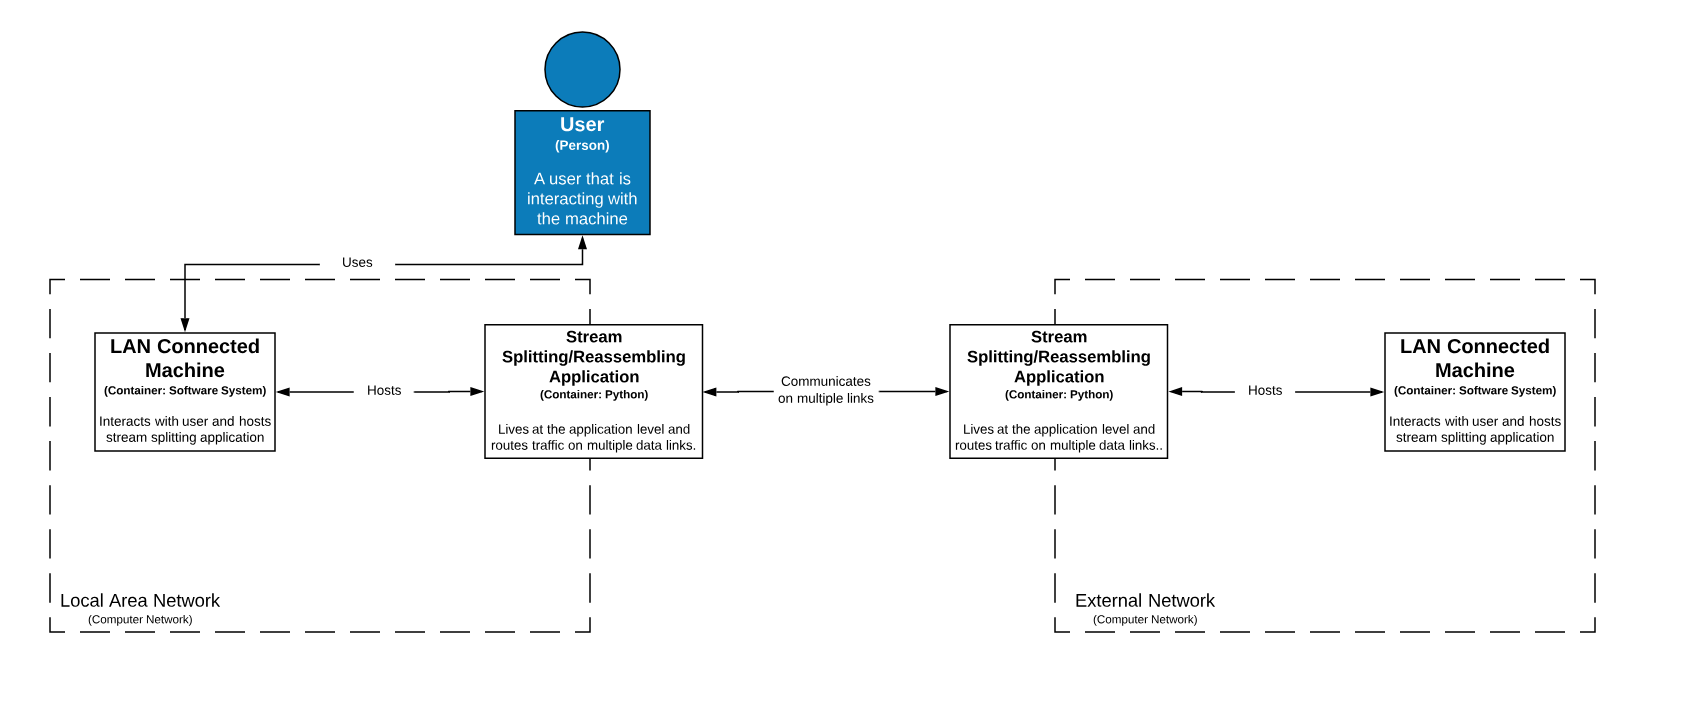 User
(Person)
A user that is
interacting with
the machine
Uses
LAN Connected
Machine
(Container: Software System)
Interacts with user and hosts
stream splitting application
Hosts
Stream
Splitting/Reassembling
Application
(Container: Python)
Lives at the application level and
routes traffic on multiple data links.
Communicates
on multiple links
Stream
Splitting/Reassembling
Application
(Container: Python)
Lives at the application level and
routes traffic on multiple data links..
Hosts
LAN Connected
Machine
(Container: Software System)
Interacts with user and hosts
stream splitting application
Local Area Network
(Computer Network)
External Network
(Computer Network)